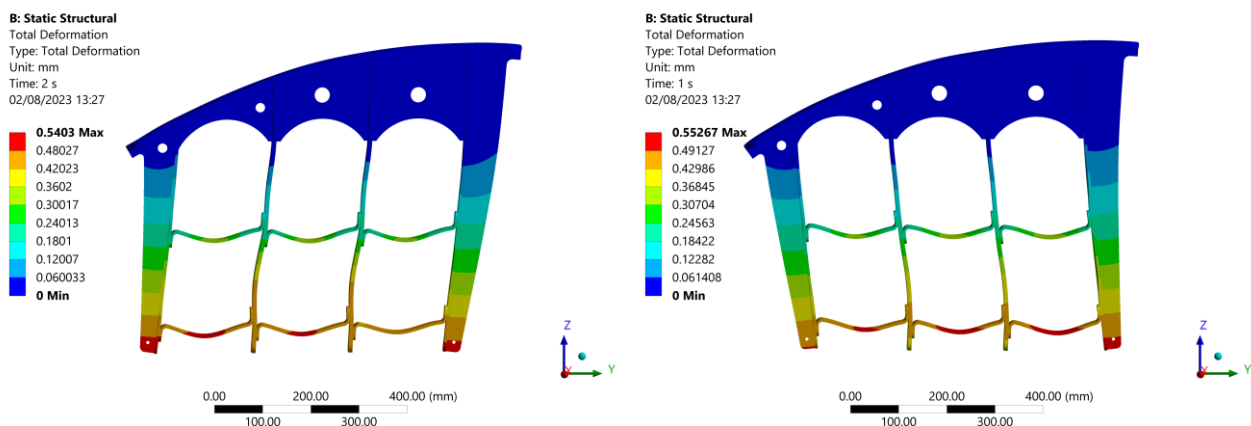 B: Static Structural
Total Deformation
Type: Total Deformation
Unit: mm
Time: 2 s
02/08/2023 13:27
0.5403 Max
0.48027
0.42023
0.3602
0.30017
0.24013
0.1801
0.12007
0.060033
0 Min
Z
Y
X
0.00 200.00 400.00 (mm)
100.00 300.00
B: Static Structural
Total Deformation
Type: Total Deformation
Unit: mm
Time: 1 s
02/08/2023 13:27
0.55267 Max
0.49127
0.42986
0.36845
0.30704
0.24563
0.18422
0.12282
0.061408
0 Min
Z
Y
X
0.00 200.00 400.00 (mm)
100.00 300.00